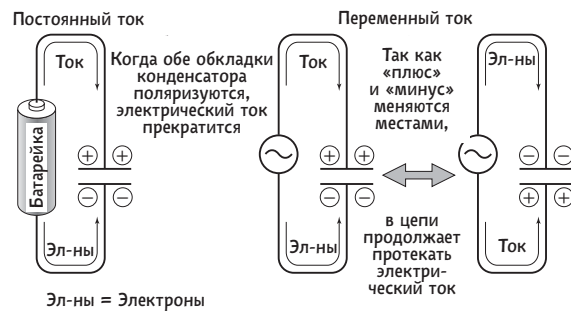 Постоянный ток
Ток
Батарейка
Эл-ны
Когда обе обкладки
конденсатора
поляризуются,
электрический ток
прекратится
+ +
− −
Эл-ны = Электроны
Переменный ток
Ток
Эл-ны
+ +
− −
Так как
«плюс»
и «минус»
меняются
местами,
в цепи
продолжает
протекать
электри-
ческий ток
Эл-ны
− −
+ +
Ток